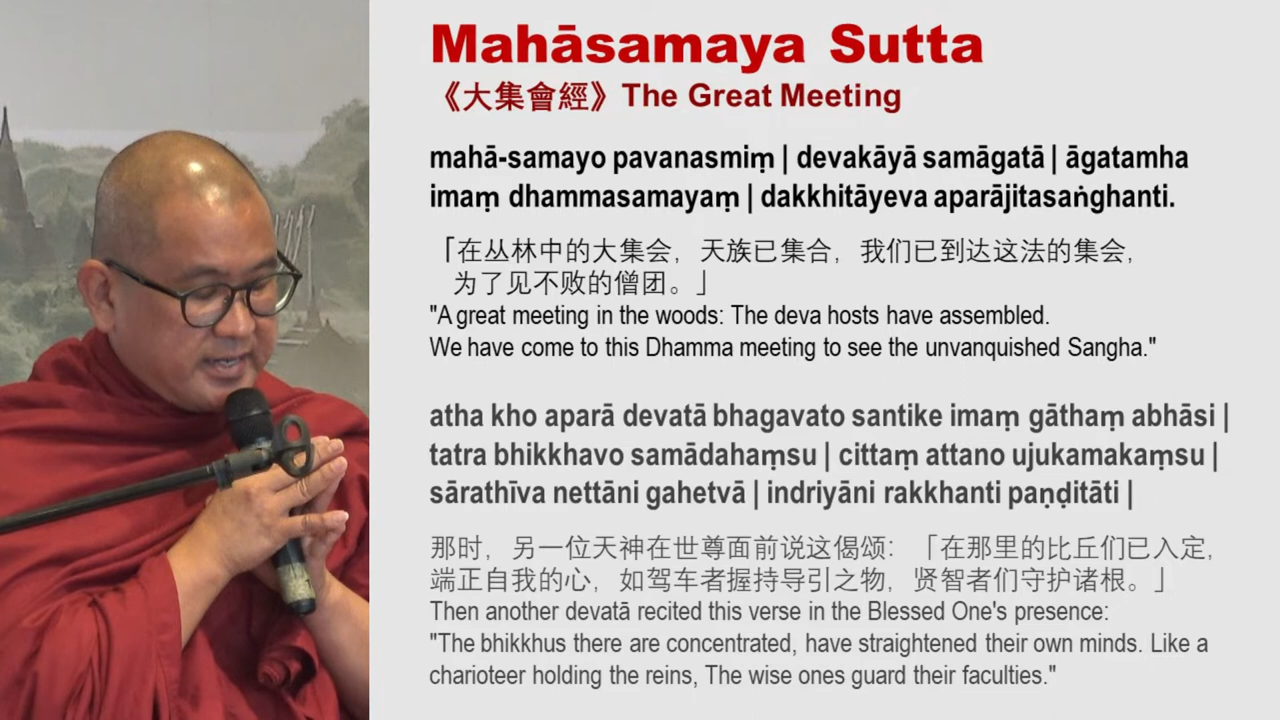 Mahāsamaya Sutta
《大集會經》The Great Meeting
mahā-samayo pavanasmiṃ | devakāyā samāgatā | āgatamha
imaṃ dhammasamayaṃ | dakkhitāyeva aparājitasaṅghanti.
「在丛林中的大集会，天族已集合，我们已到达这法的集会，
为了见不败的僧团。」
"A great meeting in the woods: The deva hosts have assembled.
We have come to this Dhamma meeting to see the unvanquished Sangha."
atha kho aparā devatā bhagavato santike imaṃ gāthaṃ abhāsi |
tatra bhikkhavo samādahaṃsu | cittaṃ attano ujukamakaṃsu |
sārathīva nettāni gahetvā | indriyāni rakkhanti paṇḍitāti |
那时，另一位天神在世尊面前说这偈颂：「在那里的比丘们已入定，
端正自我的心，如驾车者握持导引之物，贤智者们守护诸根。」
Then another devatā recited this verse in the Blessed One's presence:
"The bhikkhus there are concentrated, have straightened their own minds. Like a
charioteer holding the reins, The wise ones guard their faculties."